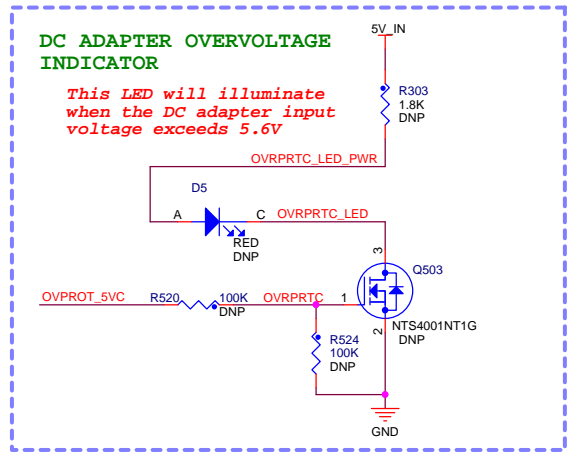 5V_IN
DC ADAPTER OVERVOLTAGE
INDICATOR
This LED will illuminate
when the DC adapter input
voltage exceeds 5.6V
R303
1.8K
DNP
OVRPRTC_LED_PWR
D5
A
C
OVRPRTC_LED
RED
DNP
3
Q503
OVPROT_5VC
R520
100K
DNP
OVRPRTC
1
2
NTS4001NT1G
DNP
R524
100K
DNP
GND